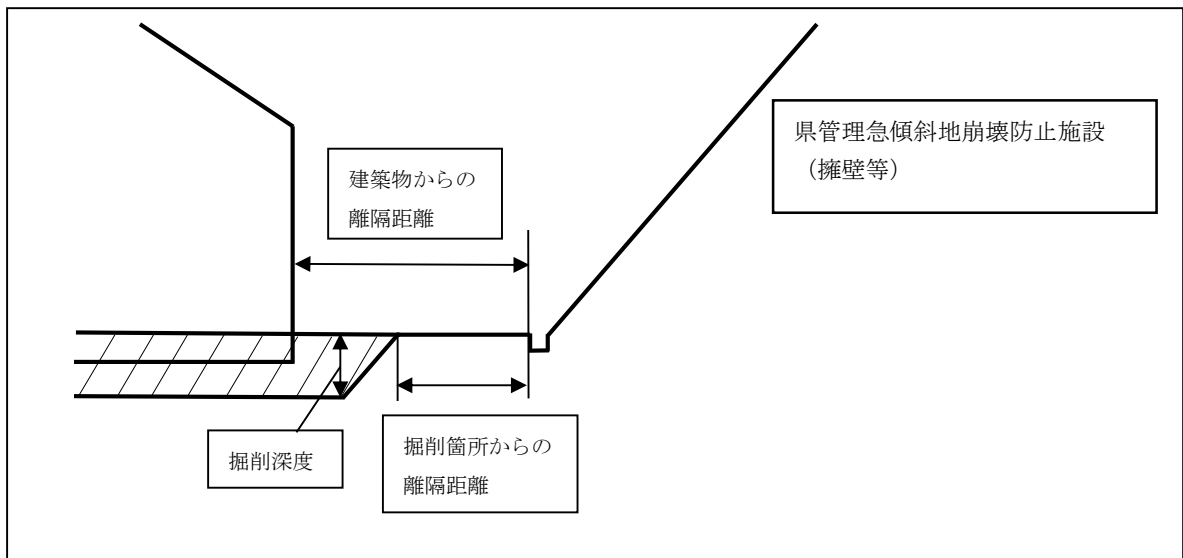 県管理急傾斜地崩壊防止施設
（擁壁等）
建築物からの
離隔距離
掘削深度
掘削箇所からの
離隔距離